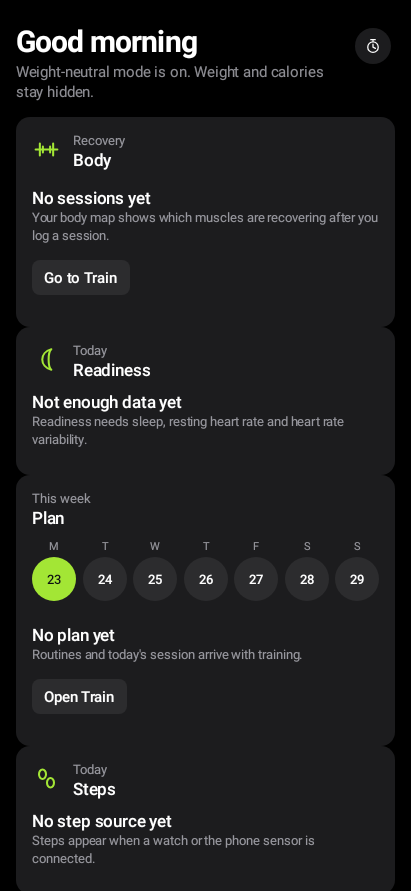 Good morning
Weight-neutral mode is on. Weight and calories
stay hidden.
Recovery
Body
No sessions yet
Your body map shows which muscles are recovering after you
log a session.
Go to Train
Today
Readiness
Not enough data yet
Readiness needs sleep, resting heart rate and heart rate
variability.
This week
Plan
M T W T F S S
23 24 25 26 27 28 29
No plan yet
Routines and today's session arrive with training.
Open Train
Today
Steps
No step source yet
Steps appear when a watch or the phone sensor is
connected.